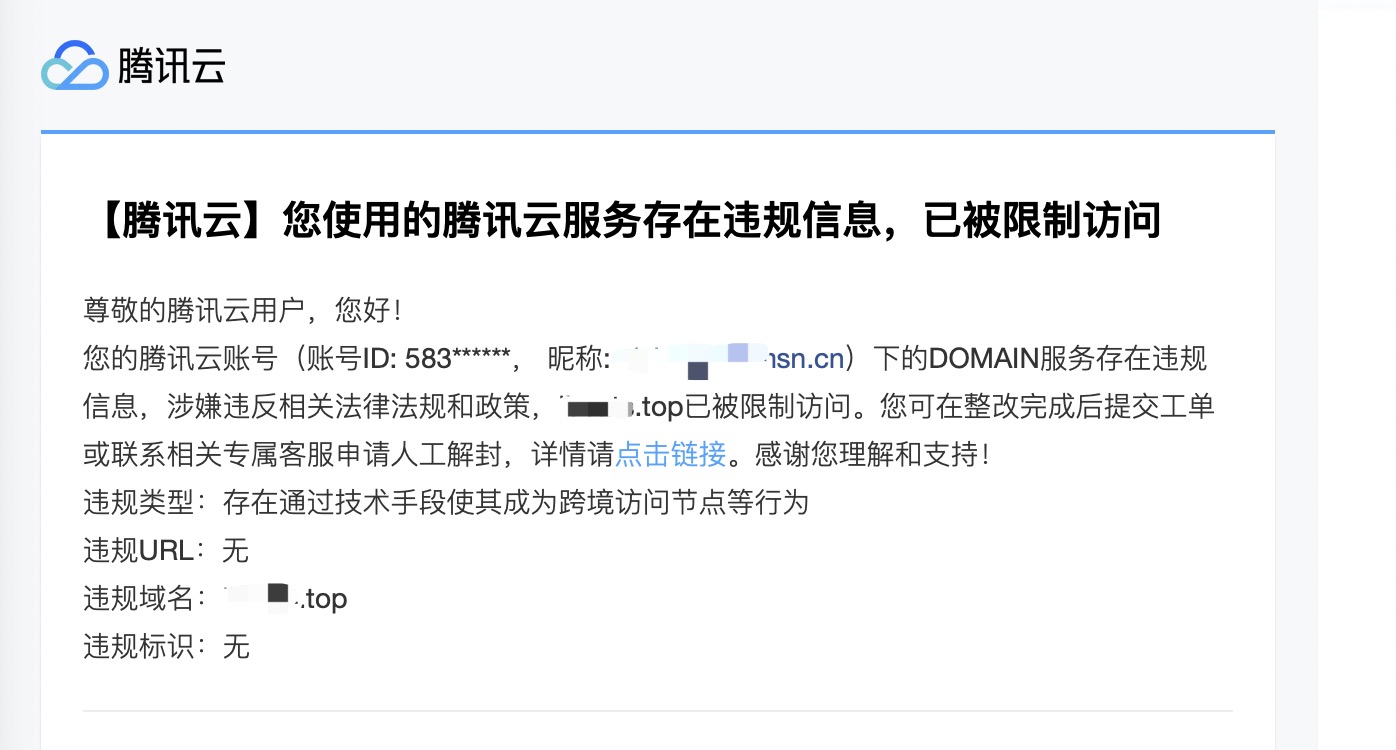 腾讯云
【腾讯云】您使用的腾讯云服务存在违规信息，已被限制访问
尊敬的腾讯云用户，您好！
您的腾讯云账号（账号ID: 583******， 昵称: msn.cn）下的DOMAIN服务存在违规
信息，涉嫌违反相关法律法规和政策， .top已被限制访问。您可在整改完成后提交工单
或联系相关专属客服申请人工解封，详情请点击链接。感谢您理解和支持！
违规类型：存在通过技术手段使其成为跨境访问节点等行为
违规URL：无
违规域名： .top
违规标识：无